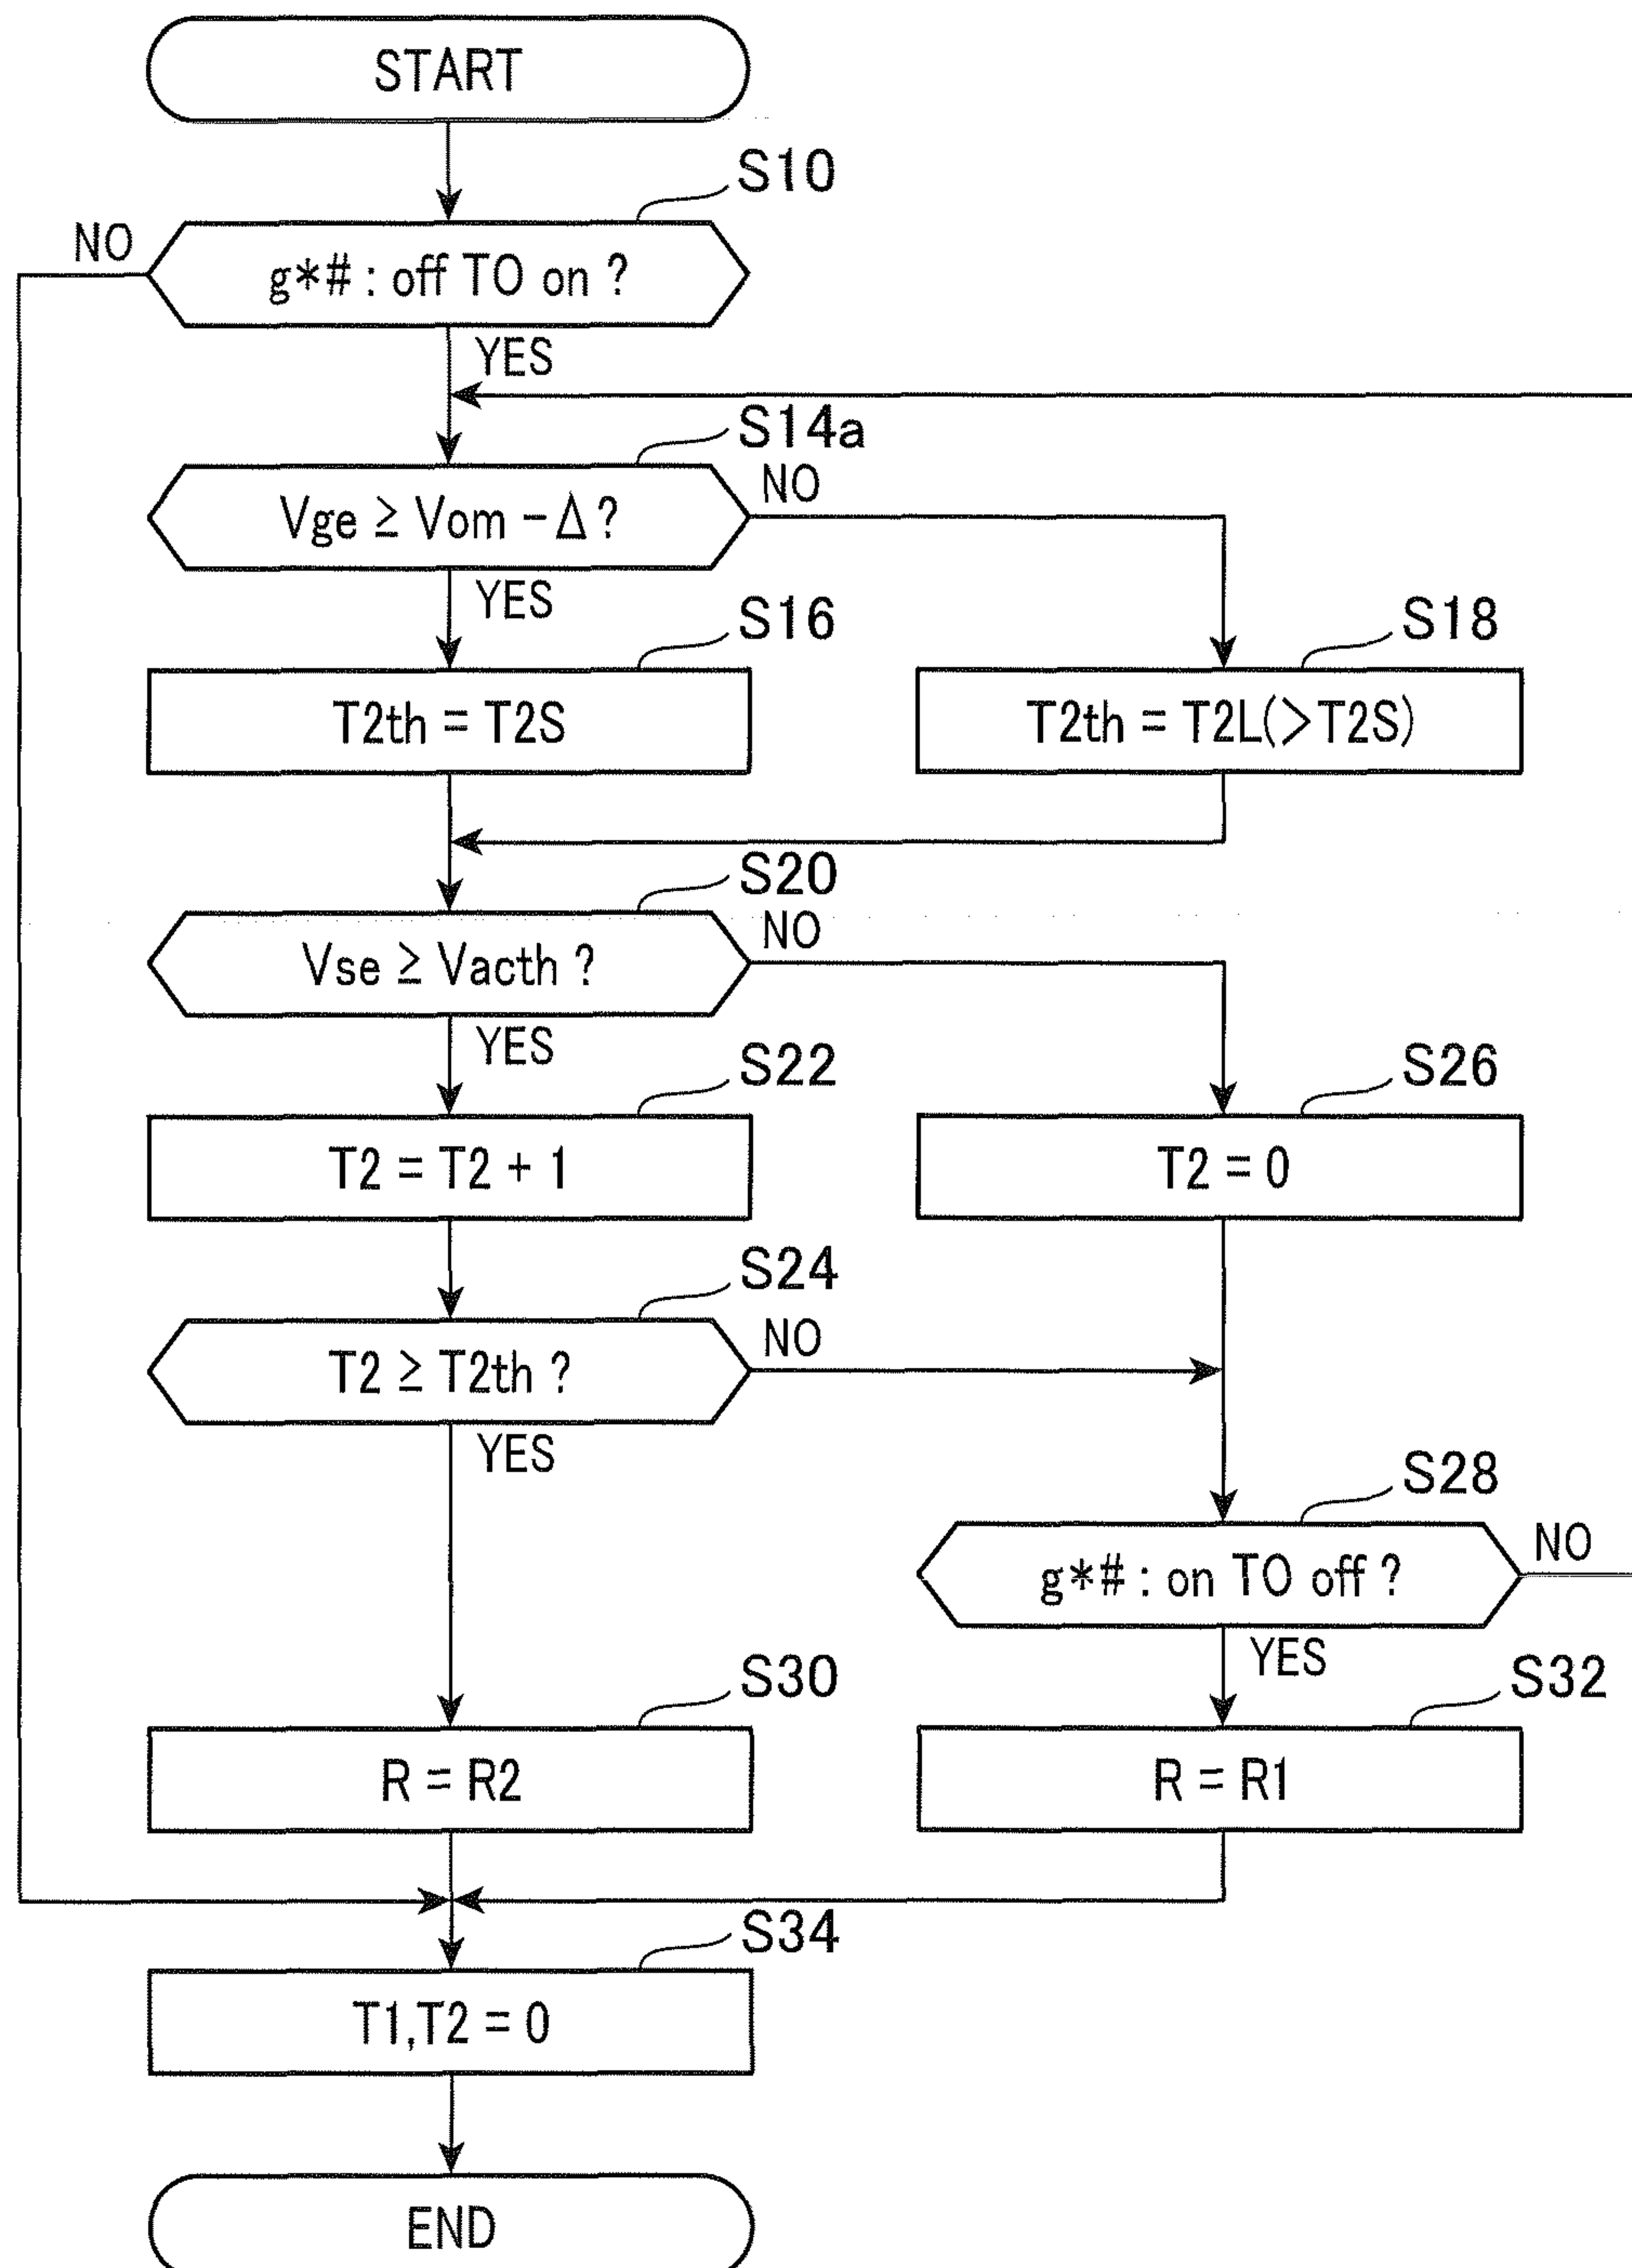 START
S10
NO
g*# : off TO on ?
YES
S14a
NO
Vge ≥ Vom - Δ ?
YES
S16
S18
T2th = T2S
T2th = T2L(>T2S)
S20
NO
Vse ≥ Vacth ?
YES
S22
S26
T2 = T2 + 1
T2 = 0
S24
NO
T2 ≥ T2th ?
YES
S28
NO
g*# : on TO off ?
YES
S30
S32
R = R2
R = R1
S34
T1,T2 = 0
END